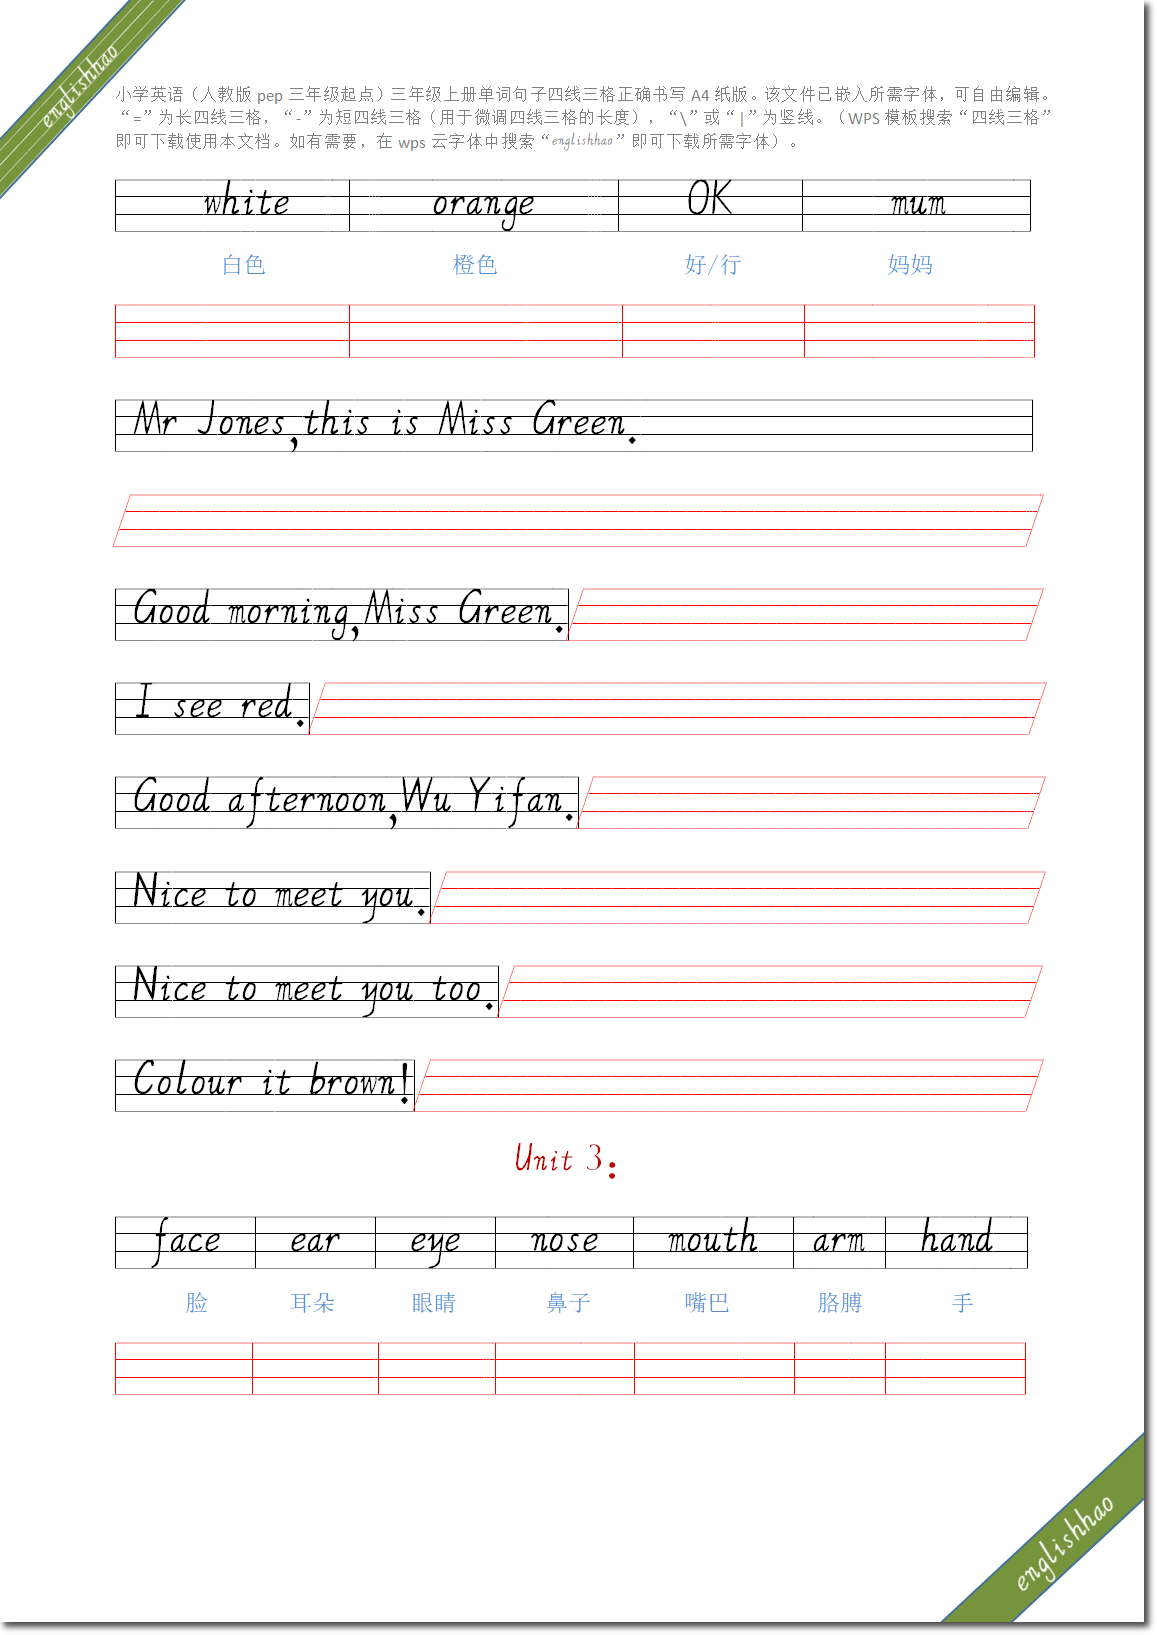 englishhao
小学英语（人教版 pep 三年级起点）三年级上册单词句子四线三格正确书写 A4 纸版。该文件已嵌入所需字体，可自由编辑。
“=”为长四线三格，“-”为短四线三格（用于微调四线三格的长度），“\”或“|”为竖线。（WPS 模板搜索“四线三格”
即可下载使用本文档。如有需要，在 wps 云字体中搜索“englishhao”即可下载所需字体）。
white orange OK mum
白色 橙色 好/行 妈妈
Mr Jones,this is Miss Green.
Good morning,Miss Green.
I see red.
Good afternoon,Wu Yifan.
Nice to meet you.
Nice to meet you too.
Colour it brown!
Unit 3:
face ear eye nose mouth arm hand
脸 耳朵 眼睛 鼻子 嘴巴 胳膊 手
englishhao